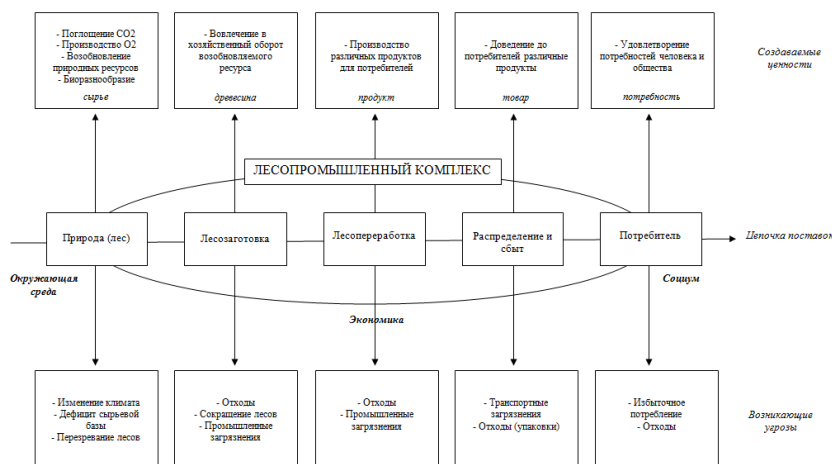 - Поглощение СО2
- Производство О2
- Возобновление
природных ресурсов
- Биоразнообразие
сырье
- Вовлечение в
хозяйственный оборот
возобновляемого
ресурса
древесина
- Производство
различных продуктов
для потребителей
продукт
- Доведение до
потребителей различные
продукты
товар
- Удовлетворение
потребностей человека и
общества
потребность
Создаваемые
ценности
ЛЕСОПРОМЫШЛЕННЫЙ КОМПЛЕКС
Природа (лес)
Лесозаготовка
Лесопереработка
Распределение и
сбыт
Потребитель
Цепочка поставок
Окружающая
среда
Социум
Экономика
- Изменение климата
- Дефицит сырьевой
базы
- Перезревание лесов
- Отходы
- Сокращение лесов
- Промышленные
загрязнения
- Отходы
- Промышленные
загрязнения
- Транспортные
загрязнения
- Отходы (упаковки)
- Избыточное
потребление
- Отходы
Возникающие
угрозы